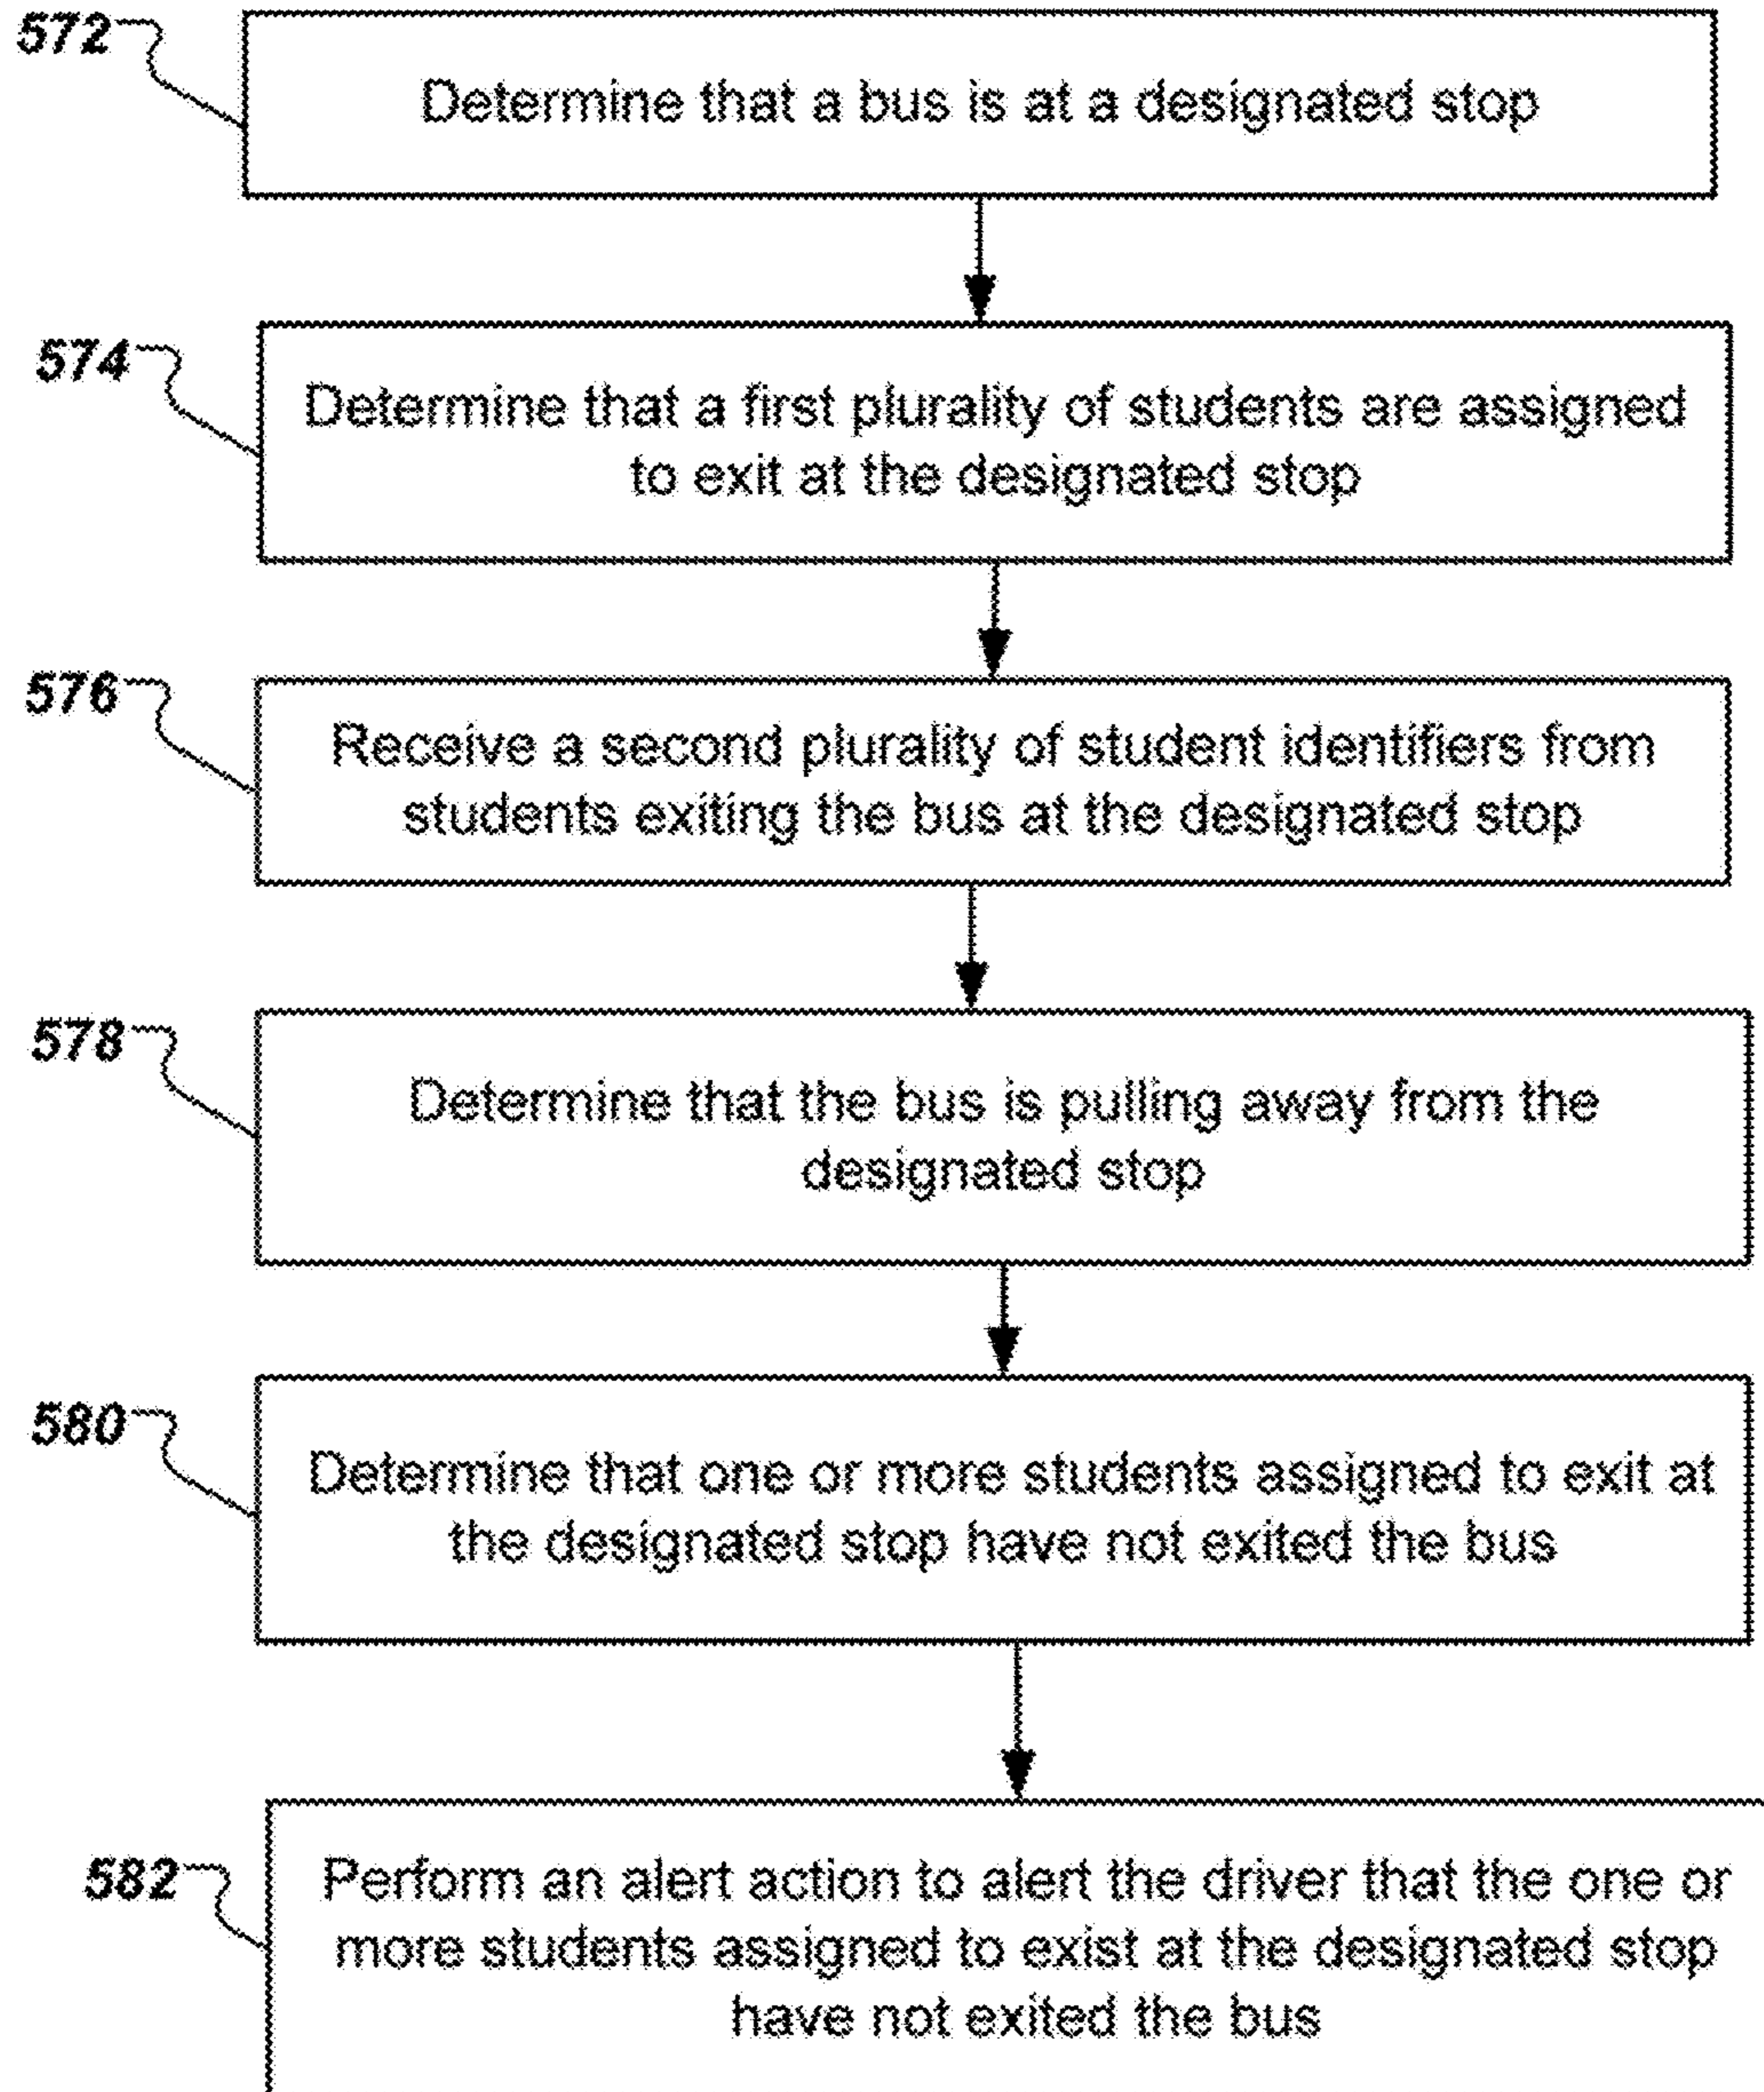 572
Determine that a bus is at a designated stop
574
Determine that a first plurality of students are assigned
to exit at the designated stop
576
Receive a second plurality of student identifiers from
students exiting the bus at the designated stop
578
Determine that the bus is pulling away from the
designated stop
580
Determine that one or more students assigned to exit at
the designated stop have not exited the bus
582
Perform an alert action to alert the driver that the one or
more students assigned to exist at the designated stop
have not exited the bus